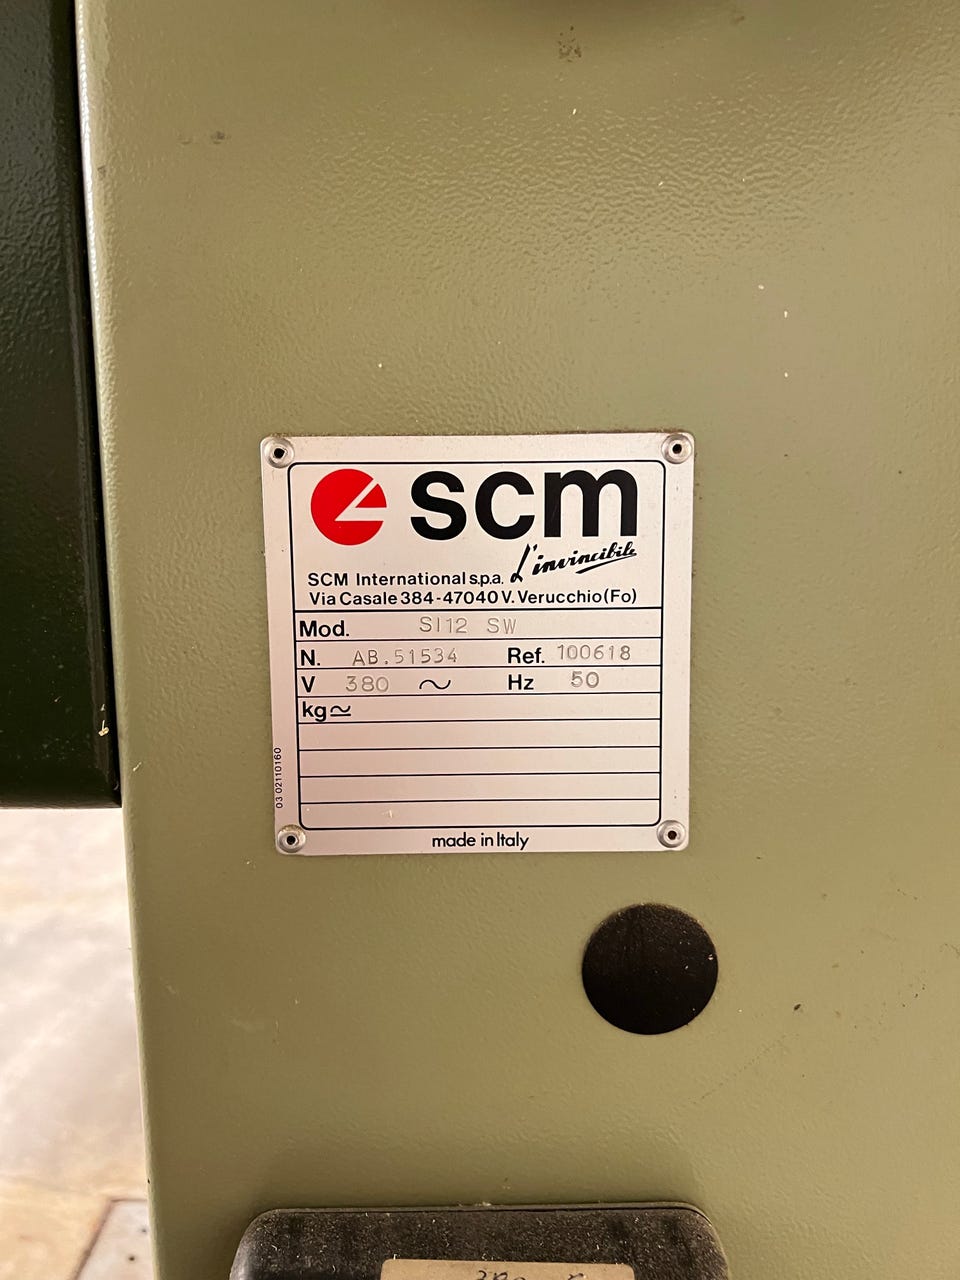 scm
L'invincibile
SCM International s.p.a.
Via Casale 384-47040 V. Verucchio (Fo)
Mod. SI12 SW
N. AB.51534 Ref. 100618
V 380 ~ Hz 50
kg≃
03 02110160
made in Italy